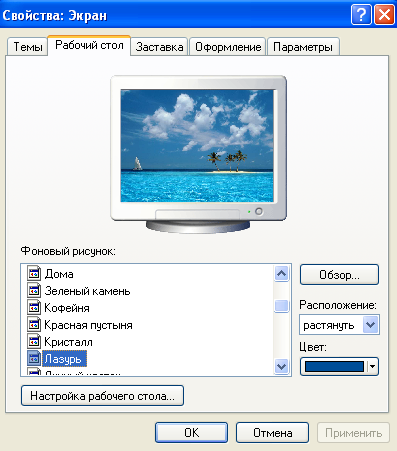 Свойства: Экран
Темы Рабочий стол Заставка Оформление Параметры
Фоновый рисунок:
Дома
Зеленый камень
Кофейня
Красная пустыня
Кристалл
Лазурь
Обзор...
Расположение:
растянуть
Цвет:
Настройка рабочего стола...
OK Отмена Применить